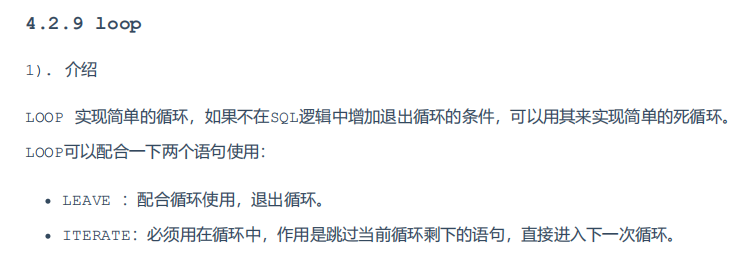 4.2.9 loop
1). 介绍
LOOP 实现简单的循环，如果不在SQL逻辑中增加退出循环的条件，可以用其来实现简单的死循环。
LOOP可以配合一下两个语句使用：
• LEAVE ：配合循环使用，退出循环。
• ITERATE：必须用在循环中，作用是跳过当前循环剩下的语句，直接进入下一次循环。